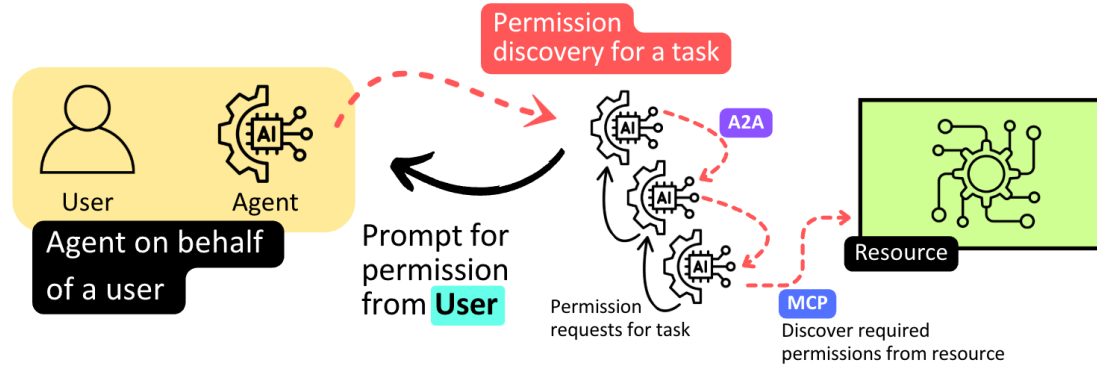 Permission
discovery for a task
AI
User
Agent
Agent on behalf
of a user
Prompt for
permission
from User
AI
A2A
AI
AI
Permission
requests for task
MCP
Discover required
permissions from resource
Resource